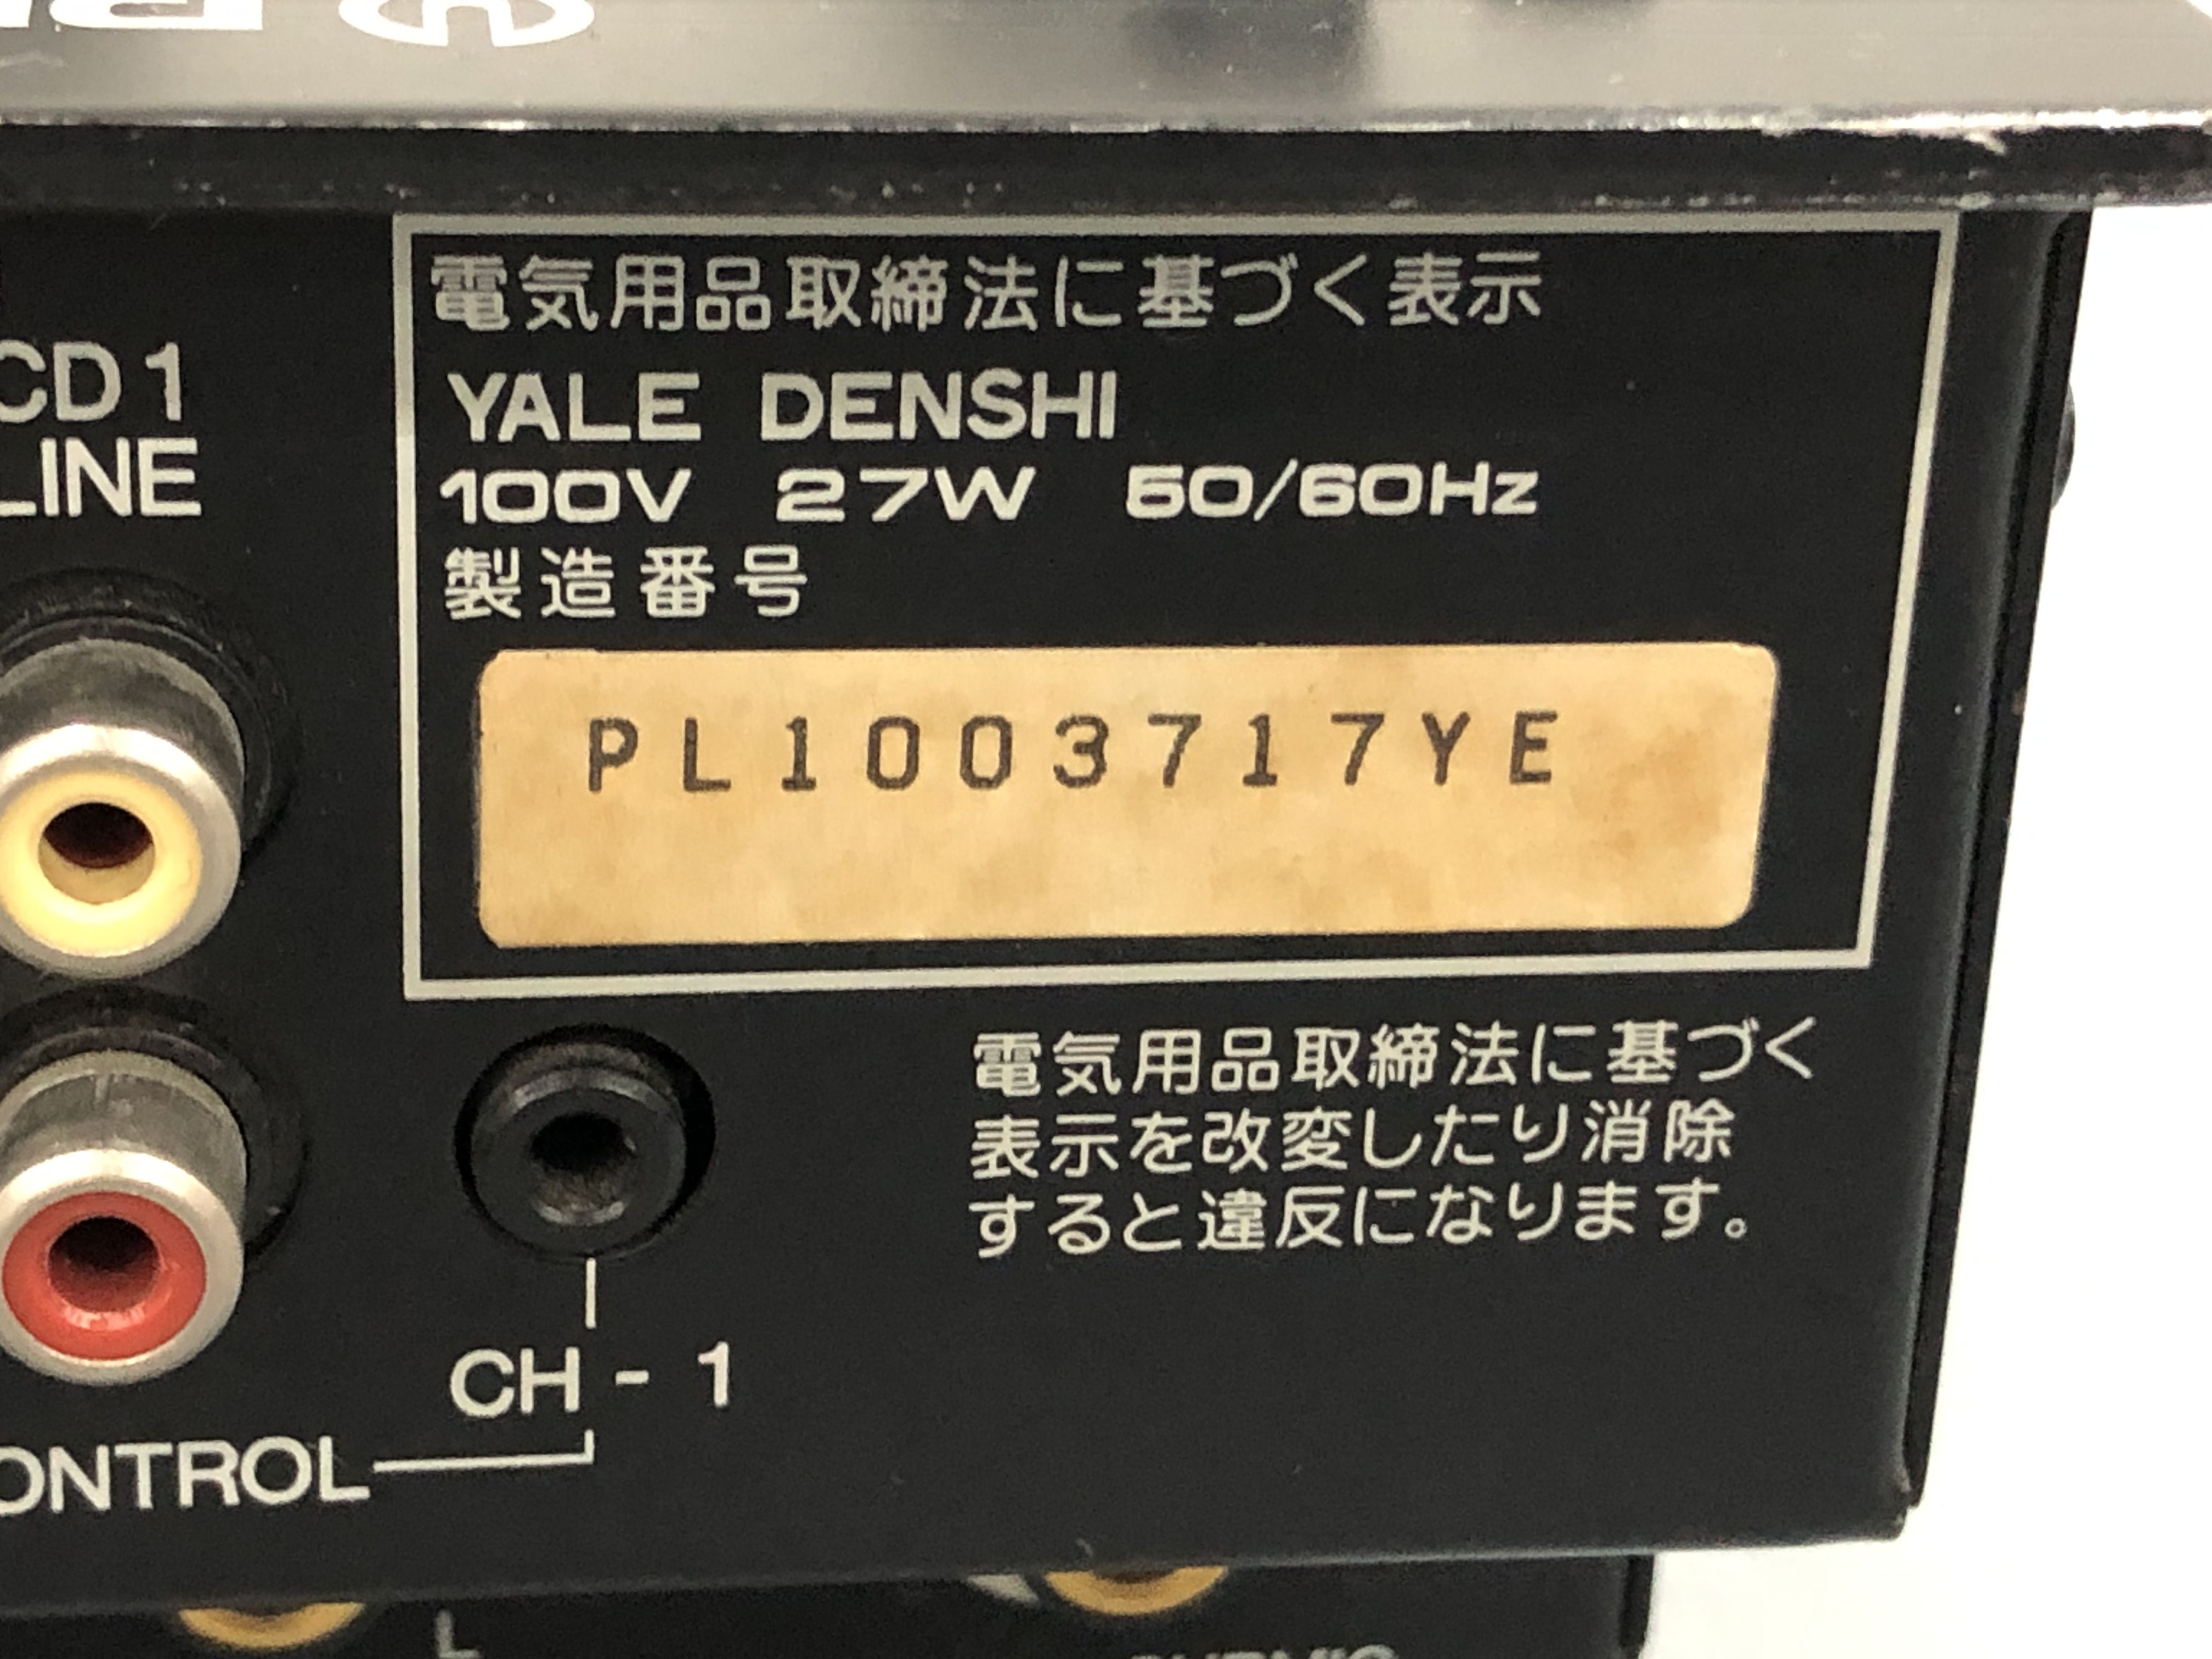 CD 1
LINE
電気用品取締法に基づく表示
YALE DENSHI
100V 27W 50/60Hz
製造番号
PL1003717YE
電気用品取締法に基づく
表示を改変したり消除
すると違反になります。
CH - 1
ONTROL
L